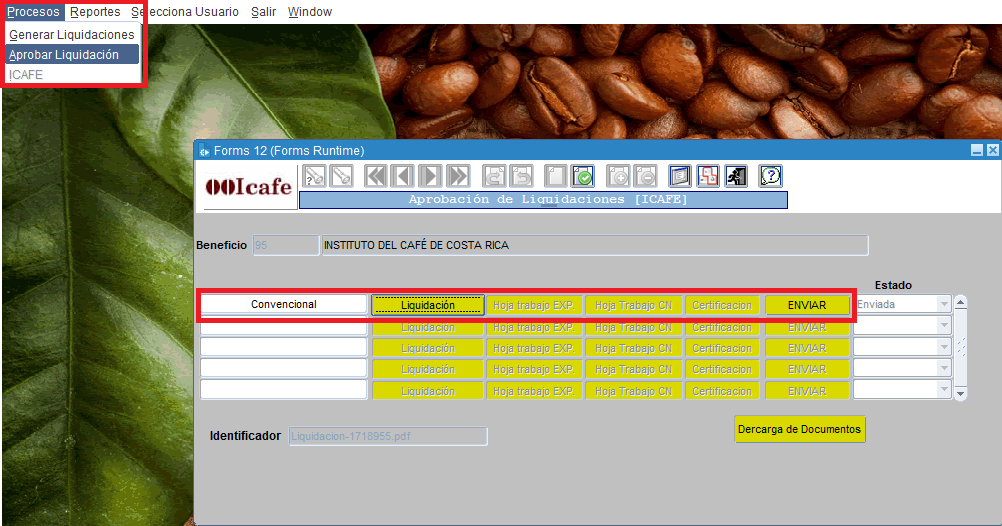 Procesos Reportes Selecciona Usuario Salir Window
Generar Liquidaciones
Aprobar Liquidación
ICAFE
Forms 12 (Forms Runtime)
Icafe
Aprobación de Liquidaciones [ICAFE]
Beneficio 95 INSTITUTO DEL CAFÉ DE COSTA RICA
Estado
Convencional Liquidación Hoja trabajo EXP. Hoja Trabajo CN Certificacion ENVIAR Enviada
Liquidación Hoja trabajo EXP. Hoja Trabajo CN Certificacion ENVIAR
Liquidación Hoja trabajo EXP. Hoja Trabajo CN Certificacion ENVIAR
Liquidación Hoja trabajo EXP. Hoja Trabajo CN Certificacion ENVIAR
Liquidación Hoja trabajo EXP. Hoja Trabajo CN Certificacion ENVIAR
Identificador Liquidacion-1718955.pdf Dercarga de Documentos